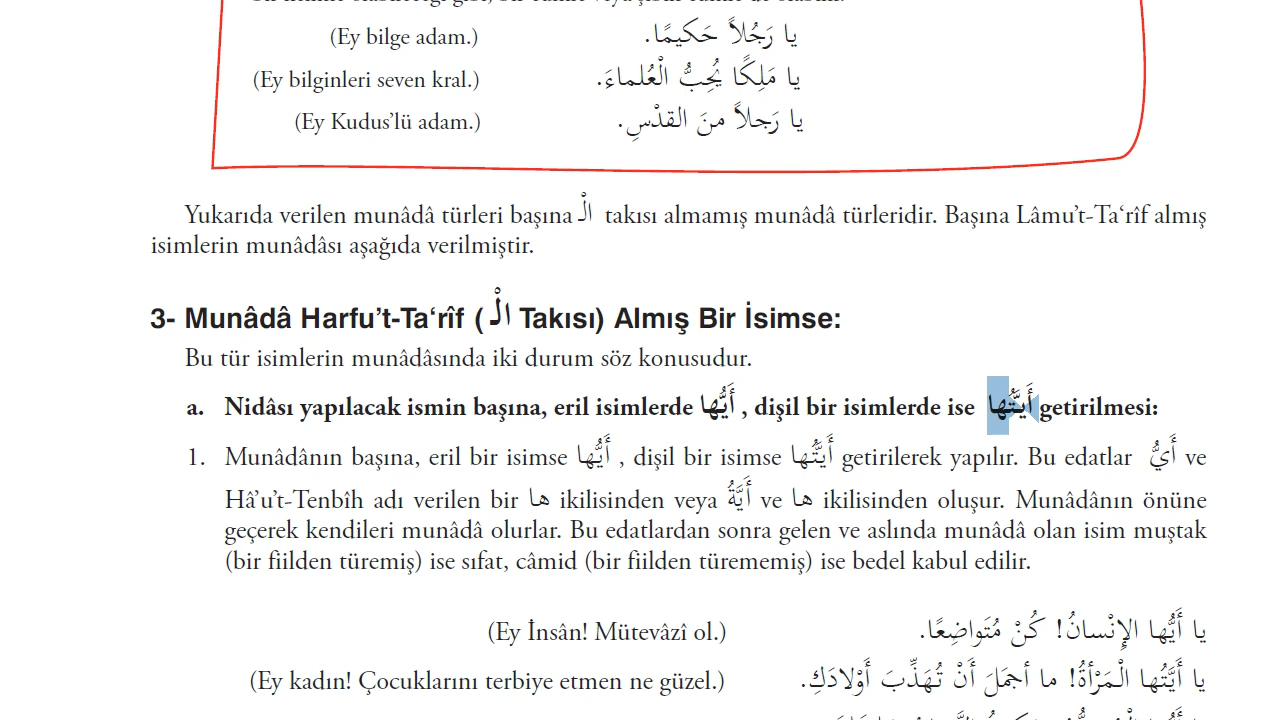 (Ey bilge adam.) يا رَجُلاً حَكيمًا.
(Ey bilginleri seven kral.) يا مَلِكًا يُحِبُّ الْعُلماءَ.
(Ey Kudus’lü adam.) يا رَجلاً منَ القدْسِ.
Yukarıda verilen munâdâ türleri başına الْـ takısı almamış munâdâ türleridir. Başına Lâmu’t-Ta‘rîf almış
isimlerin munâdâsı aşağıda verilmiştir.
3- Munâdâ Harfu’t-Ta‘rîf ( الْـ Takısı) Almış Bir İsimse:
Bu tür isimlerin munâdâsında iki durum söz konusudur.
a. Nidâsı yapılacak ismin başına, eril isimlerde أَيُّها , dişil bir isimlerde ise أَيَّتُها getirilmesi:
1. Munâdânın başına, eril bir isimse أَيُّها , dişil bir isimse أَيَّتُها getirilerek yapılır. Bu edatlar أَيُّ ve
Hâ’u’t-Tenbîh adı verilen bir ها ikilisinden veya أَيَّةُ ve ها ikilisinden oluşur. Munâdânın önüne
geçerek kendileri munâdâ olurlar. Bu edatlardan sonra gelen ve aslında munâdâ olan isim muştak
(bir fiilden türemiş) ise sıfat, câmid (bir fiilden türememiş) ise bedel kabul edilir.
(Ey İnsân! Mütevâzî ol.) يا أَيُّها الإِنْسانُ! كُنْ مُتَواضِعًا.
(Ey kadın! Çocuklarını terbiye etmen ne güzel.) يا أَيَّتُها الْـمَرْأةُ! ما أجمَلَ أَنْ تُهَذِّبَ أَوْلادَكِ.